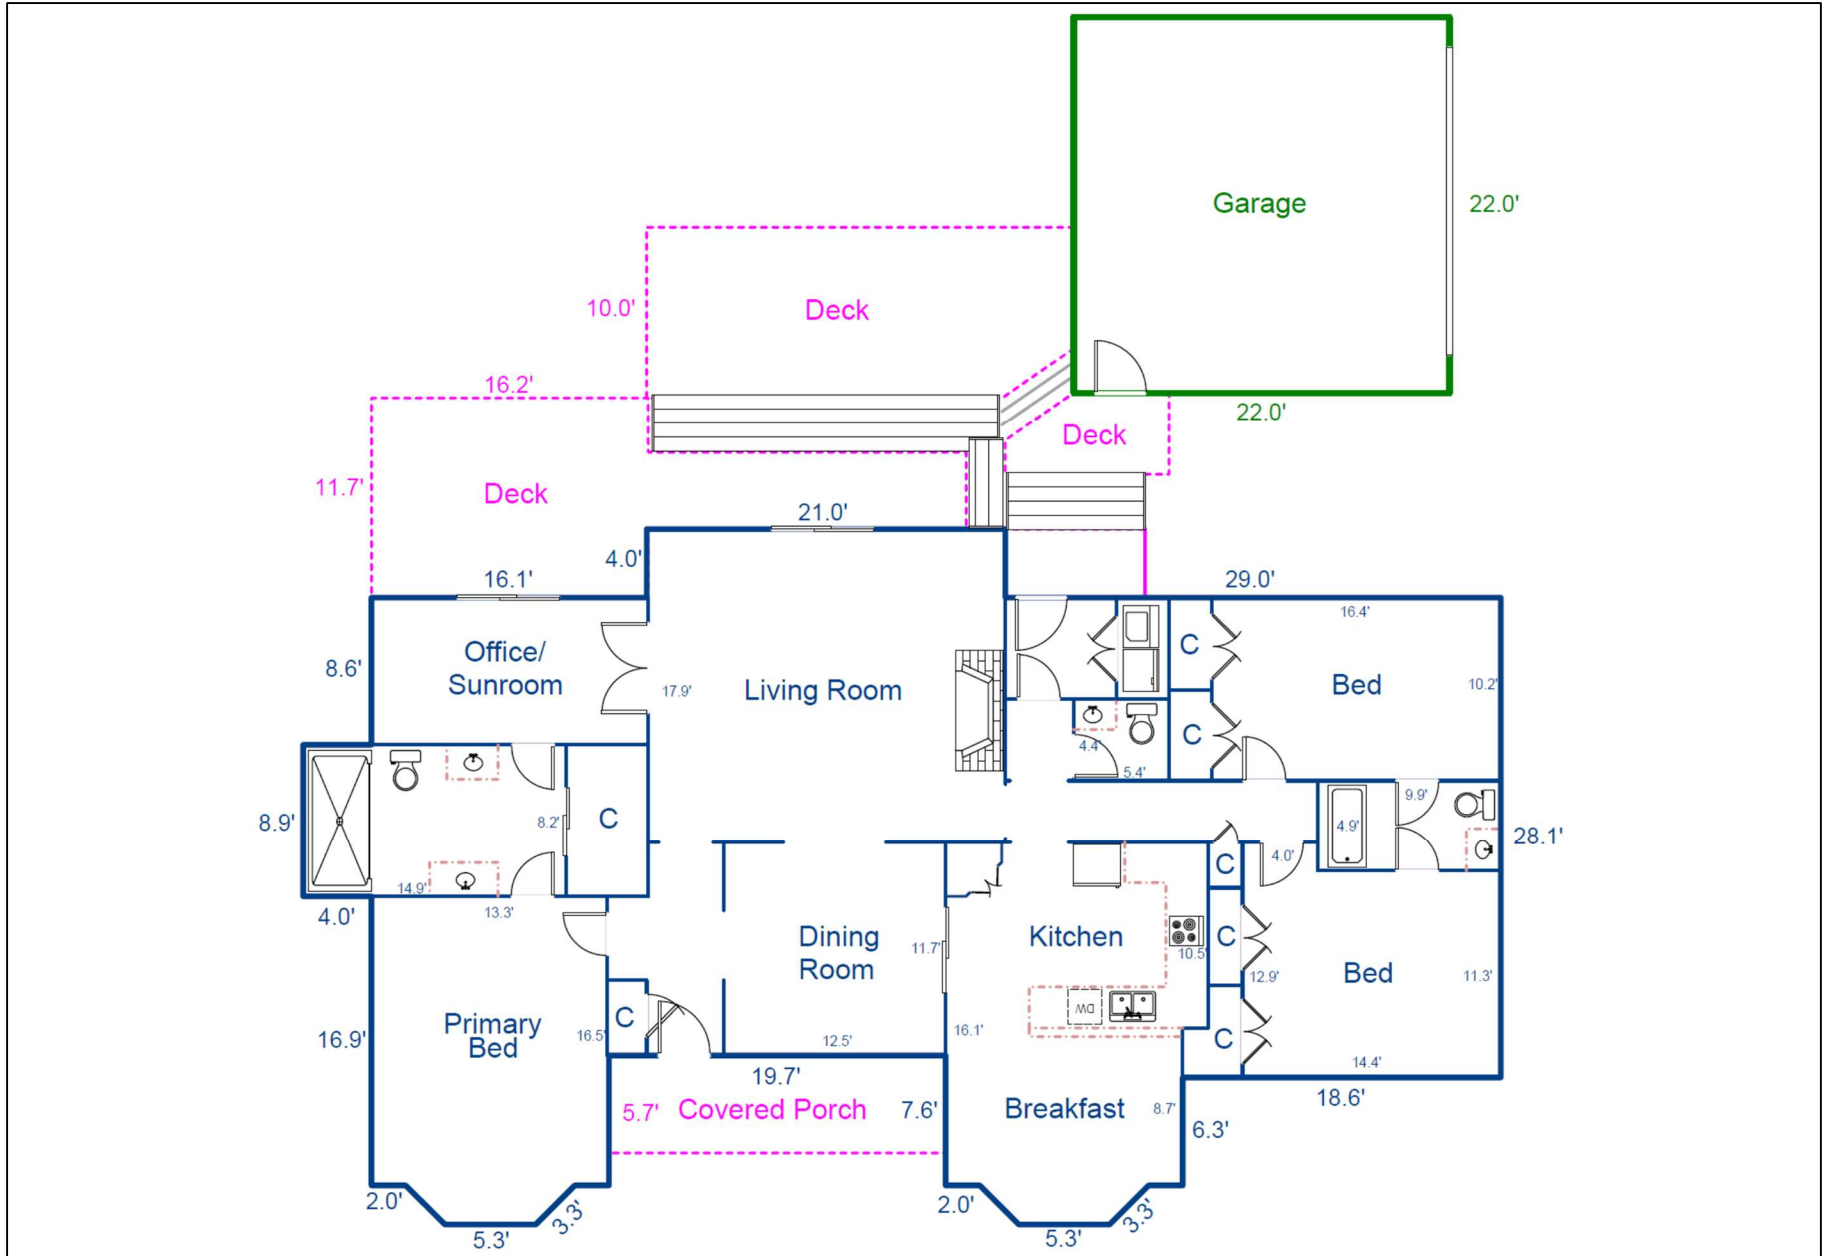 Garage
22.0'
10.0'
Deck
16.2'
22.0'
Deck
11.7'
Deck
21.0'
4.0'
16.1'
29.0'
16.4'
Office/
Sunroom
C
8.6'
17.9'
Living Room
Bed
10.2'
C
4.4'
5.4'
9.9'
8.9'
8.2'
C
4.9'
28.1'
4.0'
C
14.9'
13.3'
4.0'
Dining
Room
11.7'
Kitchen
10.5'
C
12.9'
Bed
11.3'
C
DW
Primary
Bed
16.9'
16.5'
12.5'
16.1'
C
14.4'
19.7'
18.6'
5.7'
Covered Porch
7.6'
Breakfast
8.7'
6.3'
2.0'
3.3'
5.3'
2.0'
3.3'
5.3'